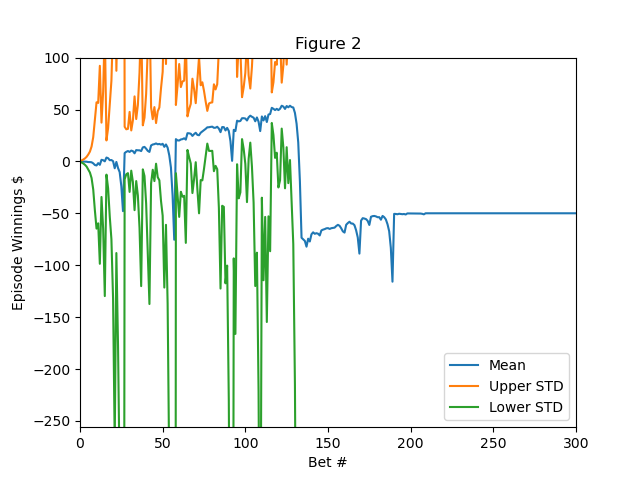 Figure 2
Episode Winnings $
100
50
0
−50
−100
−150
−200
−250
0 50 100 150 200 250 300
Bet #
Mean
Upper STD
Lower STD